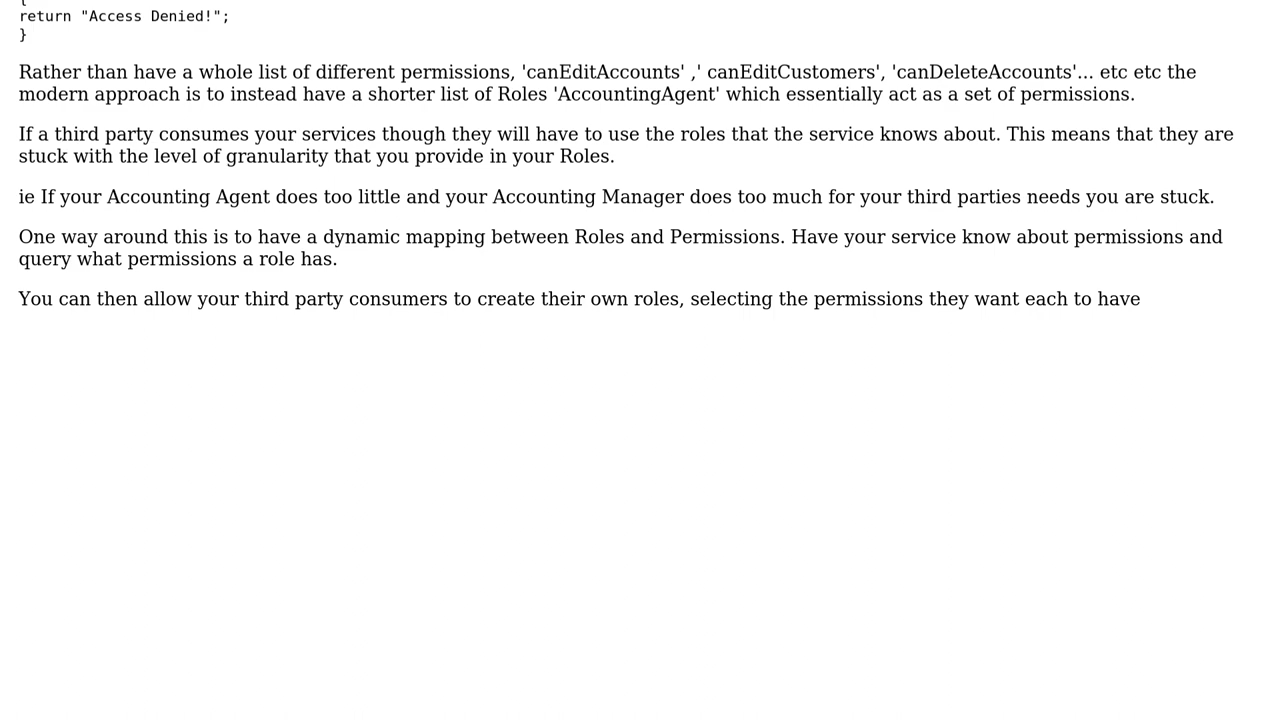 {
return "Access Denied!";
}
Rather than have a whole list of different permissions, 'canEditAccounts' ,' canEditCustomers', 'canDeleteAccounts'... etc etc the
modern approach is to instead have a shorter list of Roles 'AccountingAgent' which essentially act as a set of permissions.
If a third party consumes your services though they will have to use the roles that the service knows about. This means that they are
stuck with the level of granularity that you provide in your Roles.
ie If your Accounting Agent does too little and your Accounting Manager does too much for your third parties needs you are stuck.
One way around this is to have a dynamic mapping between Roles and Permissions. Have your service know about permissions and
query what permissions a role has.
You can then allow your third party consumers to create their own roles, selecting the permissions they want each to have